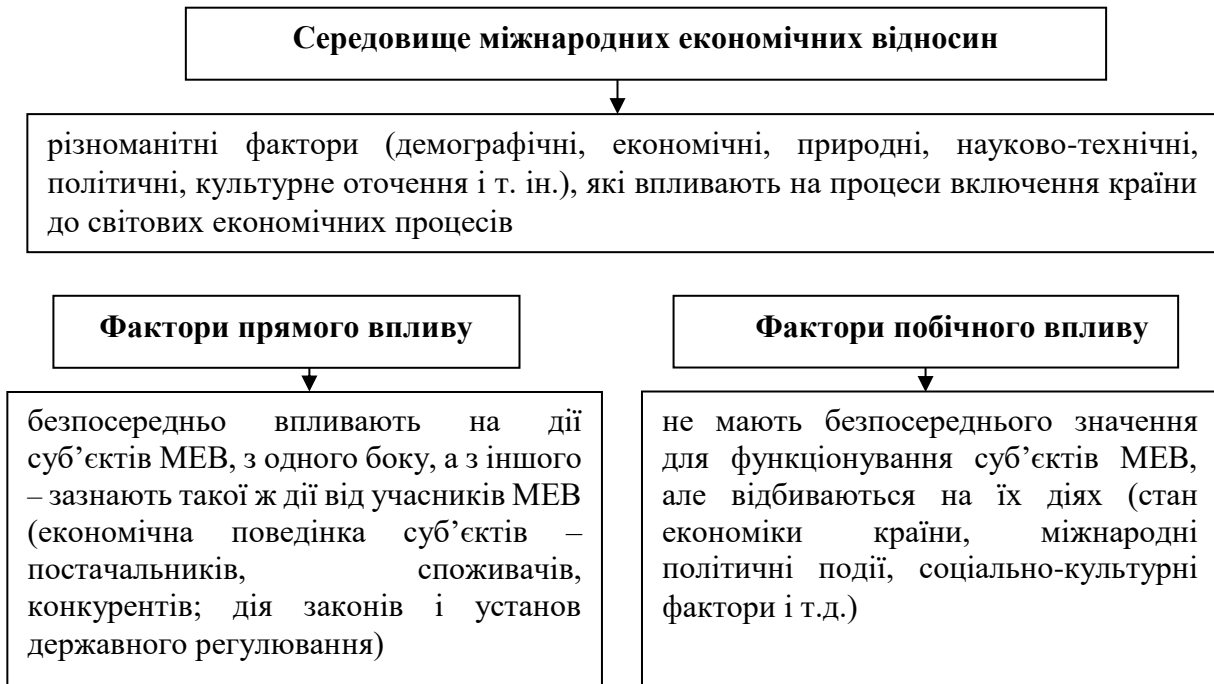 Середовище міжнародних економічних відносин
різноманітні фактори (демографічні, економічні, природні, науково-технічні,
політичні, культурне оточення і т. ін.), які впливають на процеси включення країни
до світових економічних процесів
Фактори прямого впливу
безпосередньо впливають на дії
суб’єктів МЕВ, з одного боку, а з іншого
– зазнають такої ж дії від учасників МЕВ
(економічна поведінка суб’єктів –
постачальників, споживачів,
конкурентів; дія законів і установ
державного регулювання)
Фактори побічного впливу
не мають безпосереднього значення
для функціонування суб’єктів МЕВ,
але відбиваються на їх діях (стан
економіки країни, міжнародні
політичні події, соціально-культурні
фактори і т.д.)